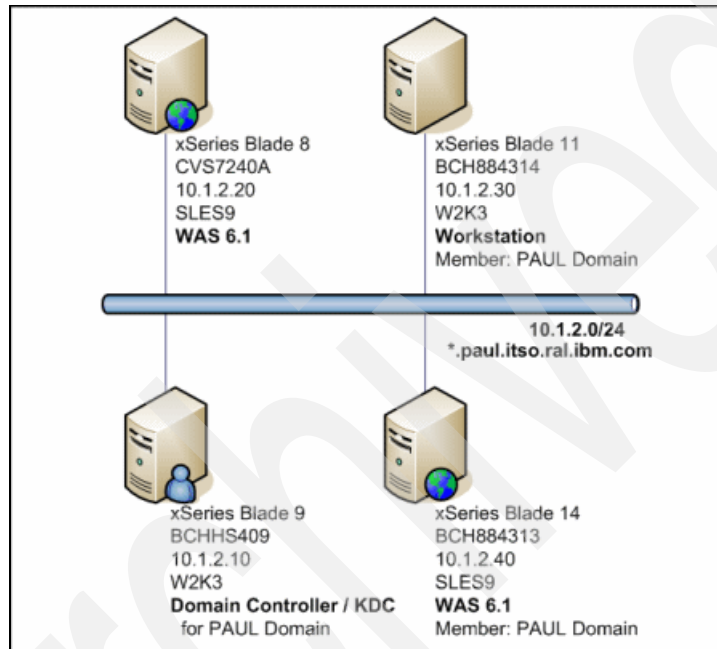 xSeries Blade 8
CVS7240A
10.1.2.20
SLES9
WAS 6.1
xSeries Blade 11
BCH884314
10.1.2.30
W2K3
Workstation
Member: PAUL Domain
10.1.2.0/24
*.paul.itso.ral.ibm.com
xSeries Blade 9
BCHHS409
10.1.2.10
W2K3
Domain Controller / KDC
for PAUL Domain
xSeries Blade 14
BCH884313
10.1.2.40
SLES9
WAS 6.1
Member: PAUL Domain